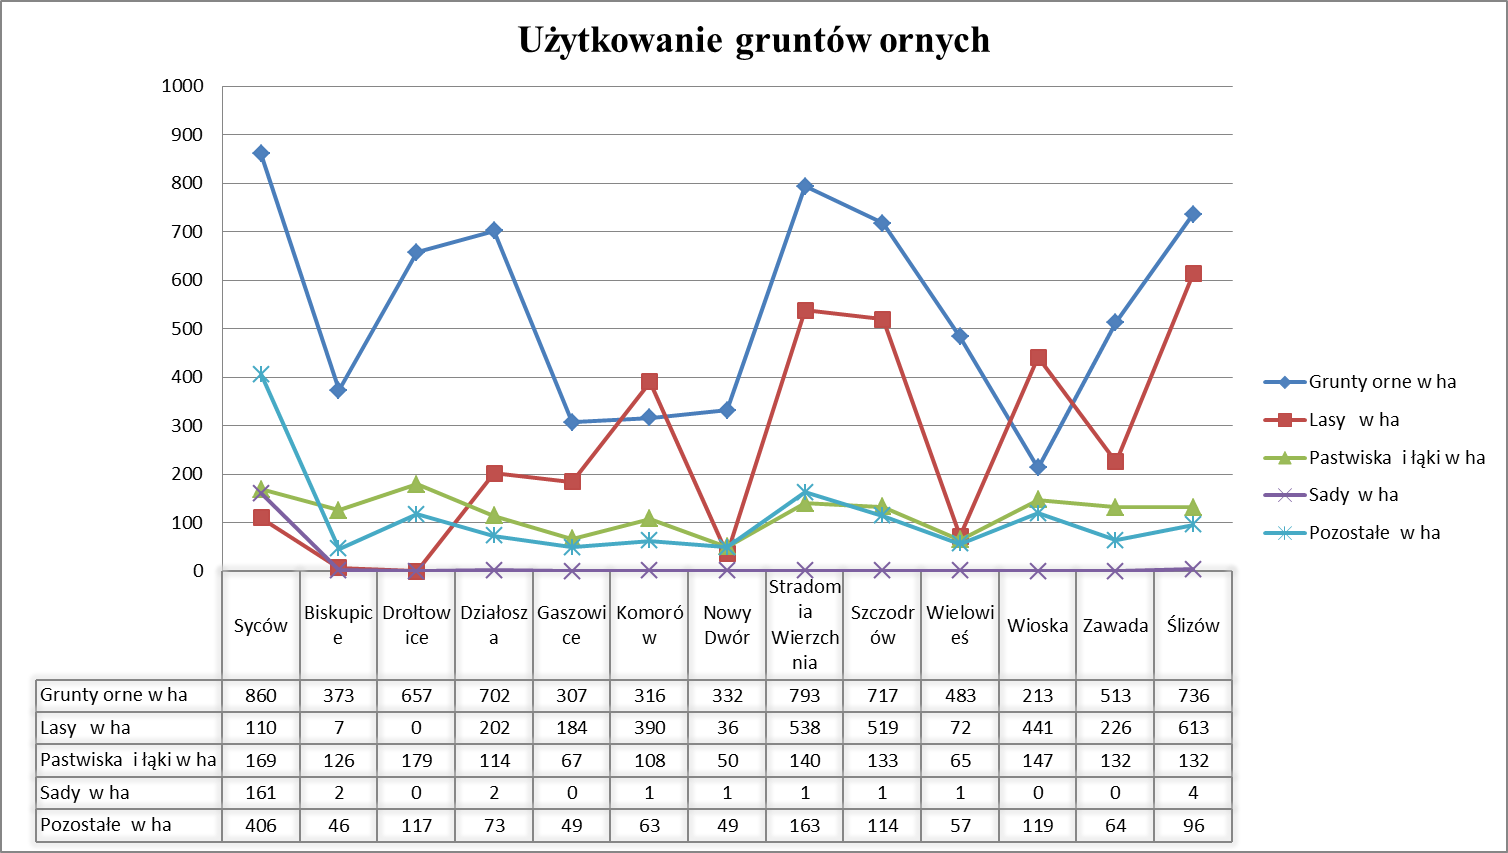 Użytkowanie gruntów ornych
1000
900
800
700
600
500
400
300
200
100
0
Grunty orne w ha
Lasy w ha
Pastwiska i łąki w ha
Sady w ha
Pozostałe w ha
Syców
Biskupic
e
Drołtow
ice
Działosz
a
Gaszowi
ce
Komoró
w
Nowy
Dwór
Stradom
ia
Wierzch
nia
Szczodr
ów
Wielowi
eś
Wioska
Zawada
Ślizów
Grunty orne w ha 860 373 657 702 307 316 332 793 717 483 213 513 736
Lasy w ha 110 7 0 202 184 390 36 538 519 72 441 226 613
Pastwiska i łąki w ha 169 126 179 114 67 108 50 140 133 65 147 132 132
Sady w ha 161 2 0 2 0 1 1 1 1 1 0 0 4
Pozostałe w ha 406 46 117 73 49 63 49 163 114 57 119 64 96